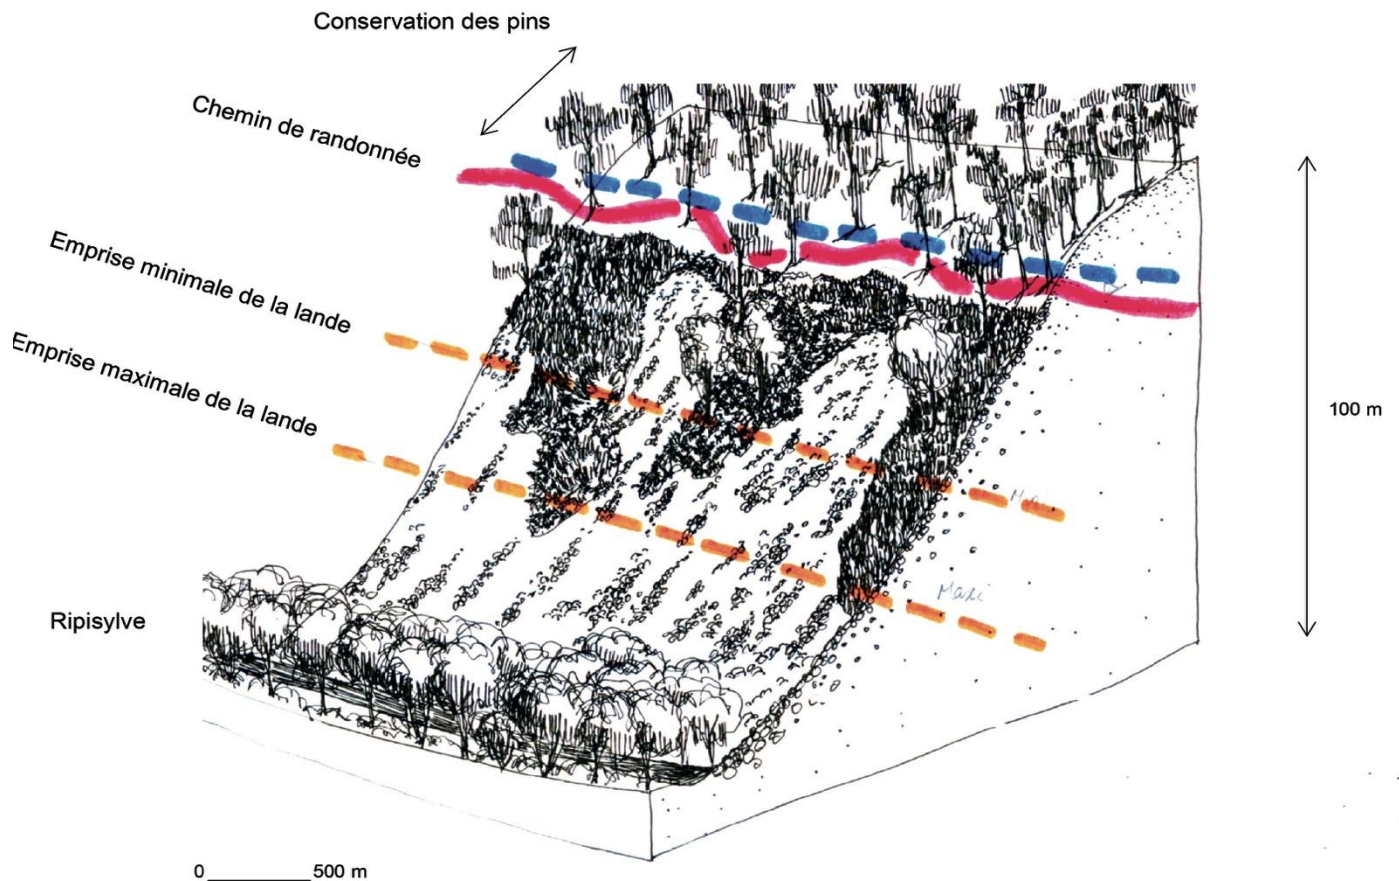 Conservation des pins
Chemin de randonnée
Emprise minimale de la lande
Emprise maximale de la lande
100 m
Maxi
Ripisylve
0 500 m